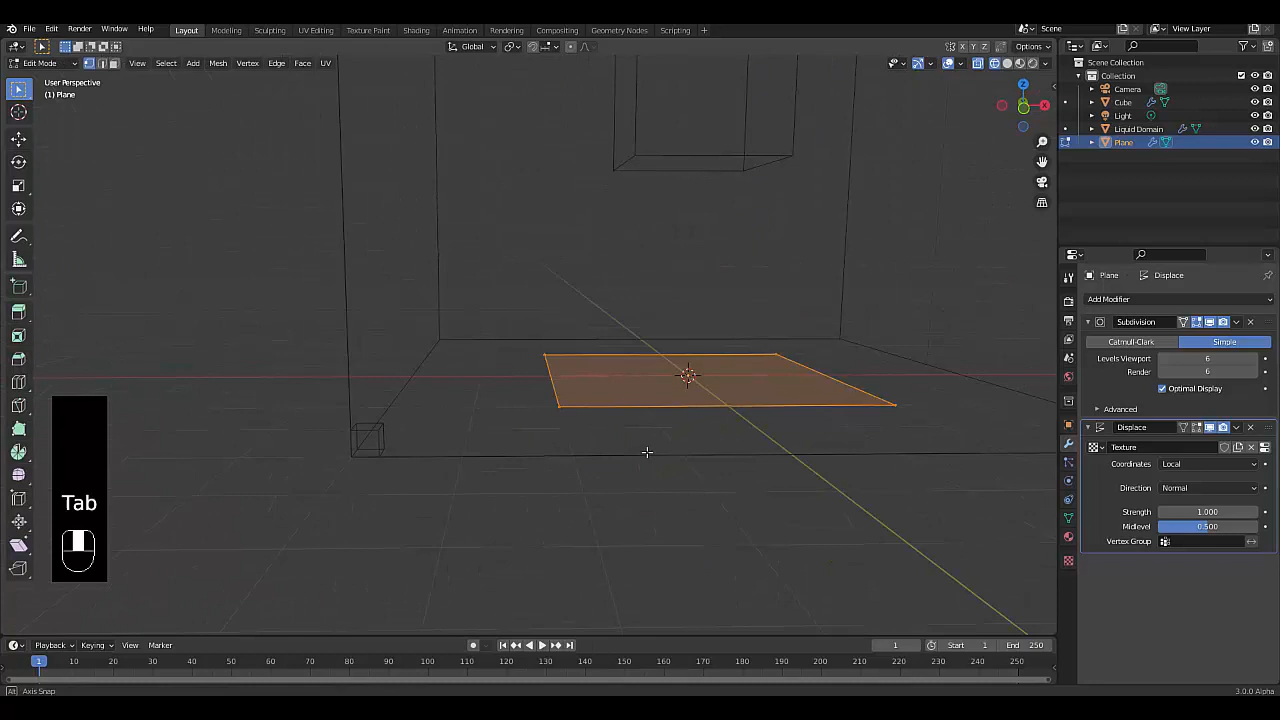 File Edit Render Window Help Layout Modeling Sculpting UV Editing Texture Paint Shading Animation Rendering Compositing Geometry Nodes Scripting + Scene View Layer
Global X Y Z Options
Edit Mode View Select Add Mesh Vertex Edge Face UV
User Perspective
(1) Plane
Z
X
Scene Collection
Collection
Camera
Cube
Light
Liquid Domain
Plane
Plane Displace
Add Modifier
Subdivision
Catmull-Clark Simple
Levels Viewport 6
Render 6
Optimal Display
Advanced
Displace
Texture
Coordinates Local
Direction Normal
Strength 1.000
Midlevel 0.500
Vertex Group
Tab
Playback Keying View Marker 1 Start 1 End 250
1 10 20 30 40 50 60 70 80 90 100 110 120 130 140 150 160 170 180 190 200 210 220 230 240 250
Alt Axis Snap 3.0.0 Alpha